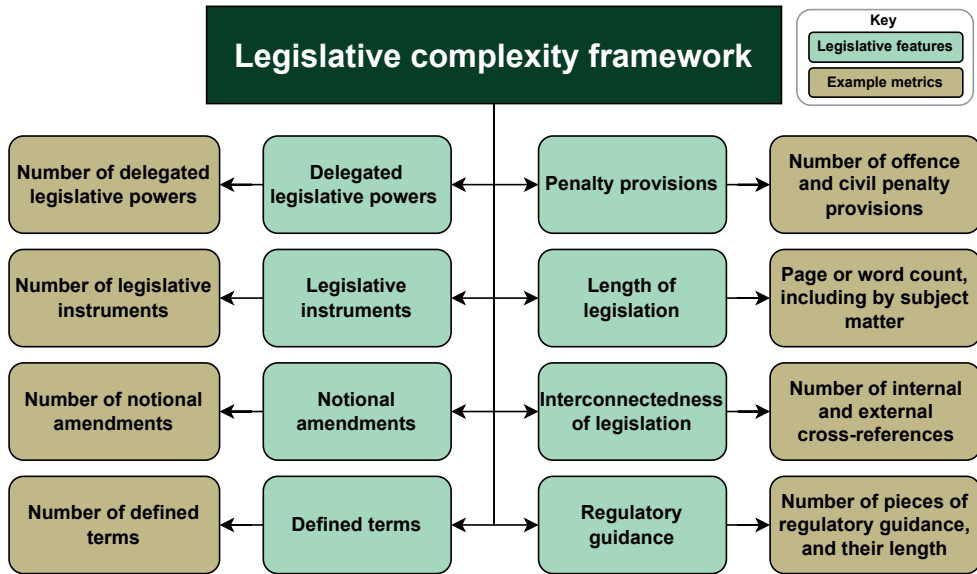 Legislative complexity framework
Key
Legislative features
Example metrics
Number of delegated
legislative powers
Delegated
legislative powers
Penalty provisions
Number of offence
and civil penalty
provisions
Number of legislative
instruments
Legislative
instruments
Length of
legislation
Page or word count,
including by subject
matter
Number of notional
amendments
Notional
amendments
Interconnectedness
of legislation
Number of internal
and external
cross-references
Number of defined
terms
Defined terms
Regulatory
guidance
Number of pieces of
regulatory guidance,
and their length